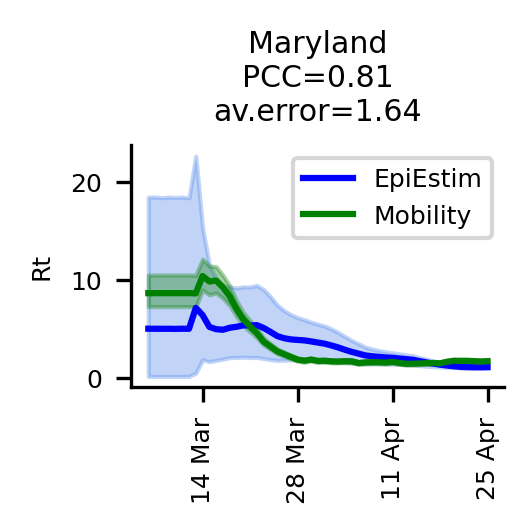 Maryland
PCC=0.81
av.error=1.64
EpiEstim
Mobility
Rt
20
10
0
14 Mar
28 Mar
11 Apr
25 Apr